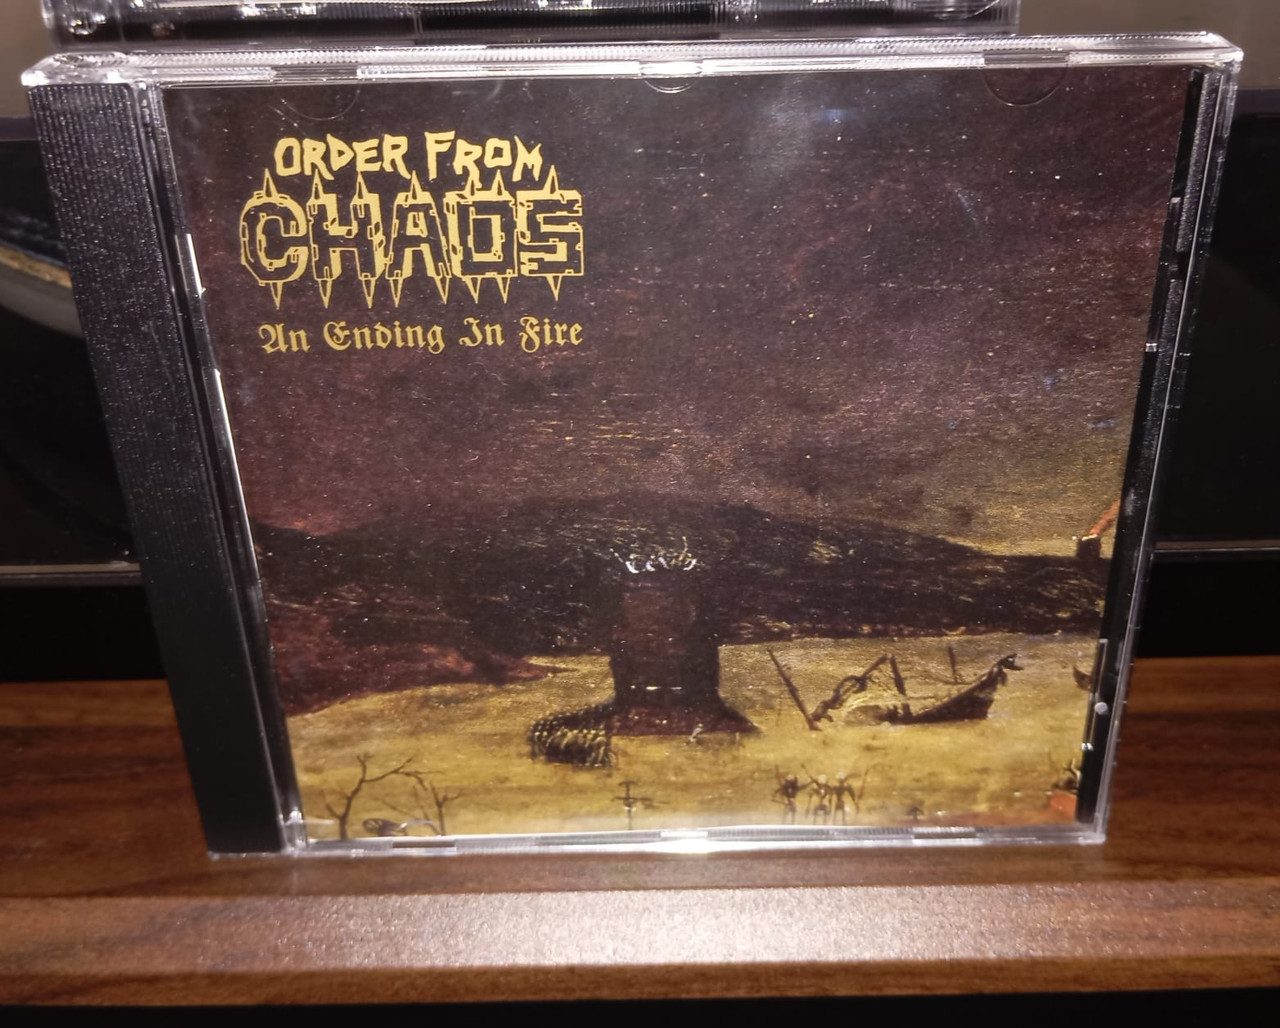 ORDER FROM
CHAOS
An Ending In Fire